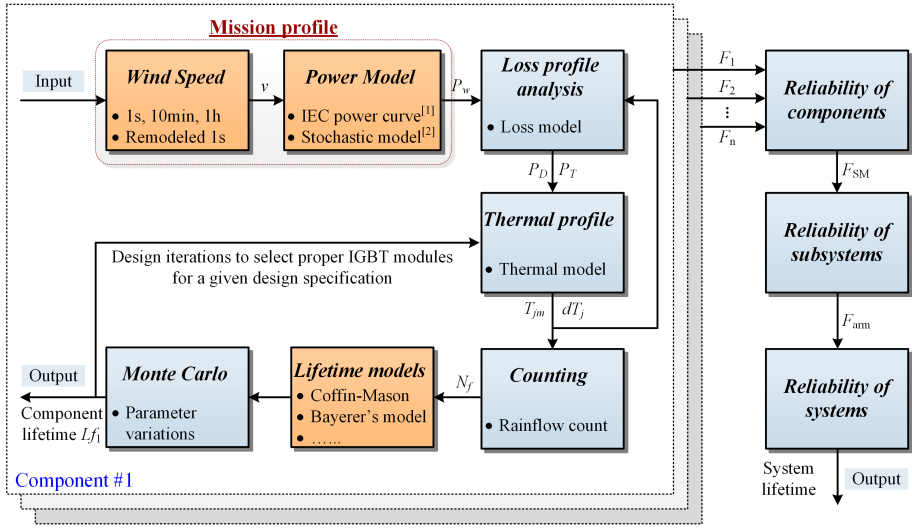 Mission profile
Input
Wind Speed
• 1s, 10min, 1h
• Remodeled 1s
v
Power Model
• IEC power curve[1]
• Stochastic model[2]
Pw
Loss profile
analysis
• Loss model
PD PT
Thermal profile
• Thermal model
Design iterations to select proper IGBT modules
for a given design specification
Tjm dTj
Counting
• Rainflow count
Nf
Lifetime models
• Coffin-Mason
• Bayerer's model
• ……
Monte Carlo
• Parameter
variations
Output
Component
lifetime Lf1
Component #1
F1
F2
⋮
Fn
Reliability of
components
FSM
Reliability of
subsystems
Farm
Reliability of
systems
System
lifetime
Output